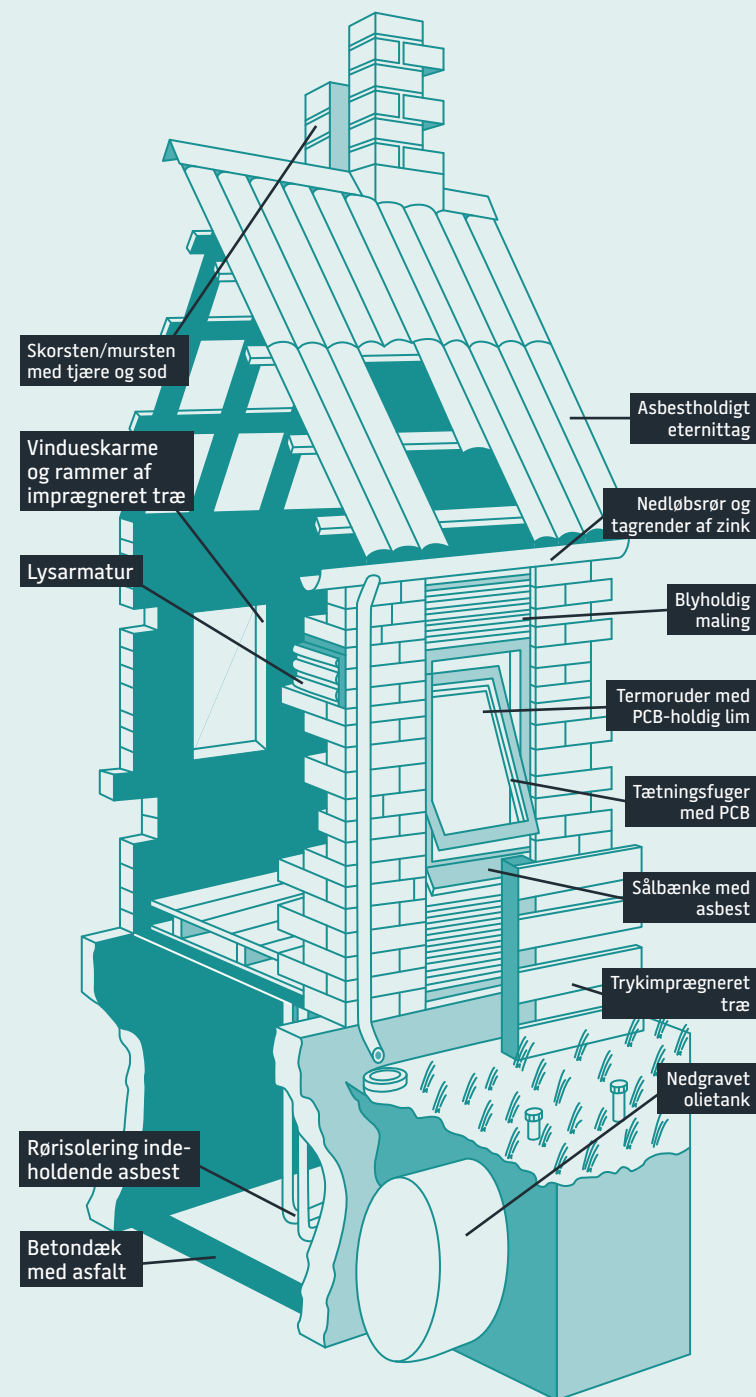 Skorsten/mursten
med tjære og sod
Asbestholdigt
eternittag
Vindueskarme
og rammer af
imprægneret træ
Nedløbsrør og
tagrender af zink
Lysarmatur
Blyholdig
maling
Termoruder med
PCB-holdig lim
Tætningsfuger
med PCB
Sålbænke med
asbest
Trykimprægneret
træ
Nedgravet
olietank
Rørisolering inde-
holdende asbest
Betondæk
med asfalt